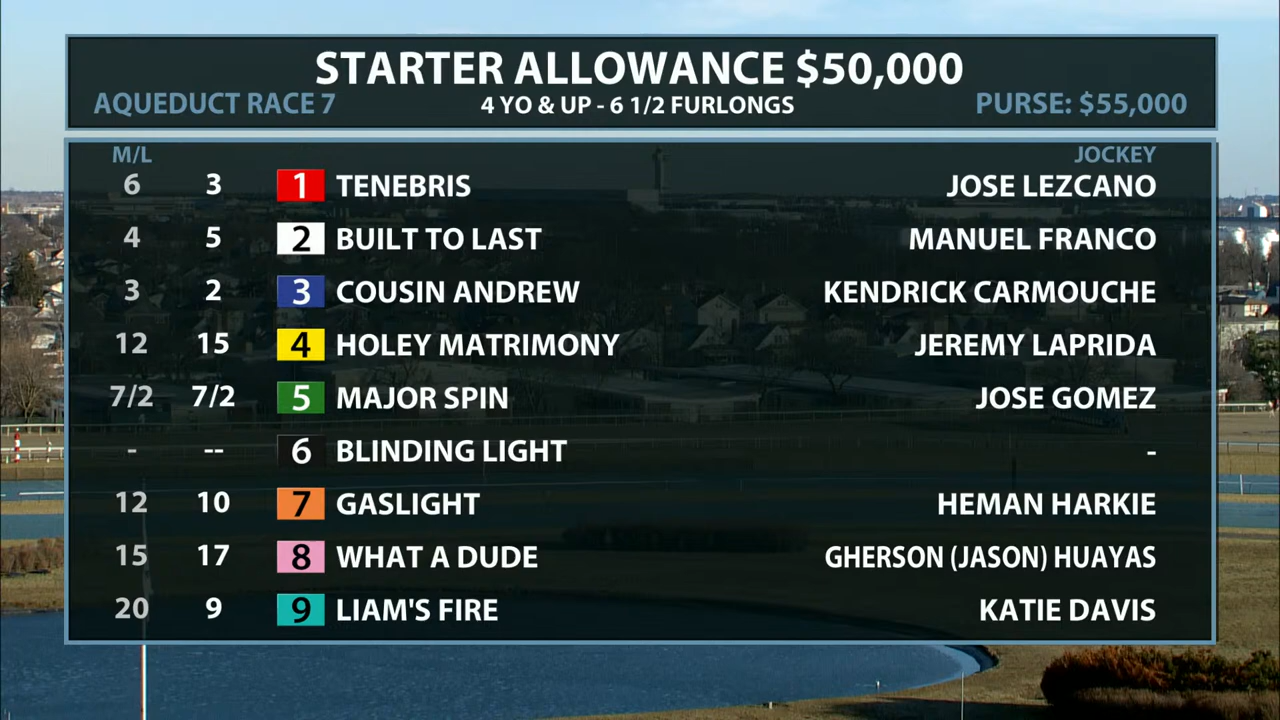 STARTER ALLOWANCE $50,000
AQUEDUCT RACE 7 4 YO & UP - 6 1/2 FURLONGS PURSE: $55,000
M/L JOCKEY
6 3 1 TENEBRIS JOSE LEZCANO
4 5 2 BUILT TO LAST MANUEL FRANCO
3 2 3 COUSIN ANDREW KENDRICK CARMOUCHE
12 15 4 HOLEY MATRIMONY JEREMY LAPRIDA
7/2 7/2 5 MAJOR SPIN JOSE GOMEZ
- -- 6 BLINDING LIGHT -
12 10 7 GASLIGHT HEMAN HARKIE
15 17 8 WHAT A DUDE GHERSON (JASON) HUAYAS
20 9 9 LIAM'S FIRE KATIE DAVIS